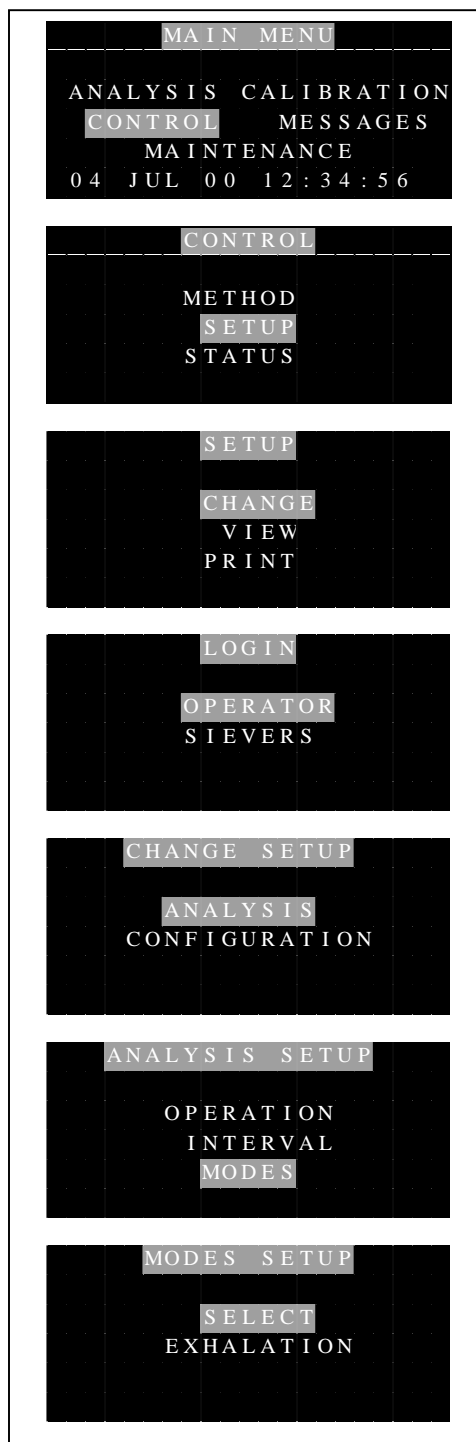 MAIN MENU
ANALYSIS CALIBRATION
CONTROL MESSAGES
MAINTENANCE
04 JUL 00 12:34:56
CONTROL
METHOD
SETUP
STATUS
SETUP
CHANGE
VIEW
PRINT
LOGIN
OPERATOR
SIEVERS
CHANGE SETUP
ANALYSIS
CONFIGURATION
ANALYSIS SETUP
OPERATION
INTERVAL
MODES
MODES SETUP
SELECT
EXHALATION